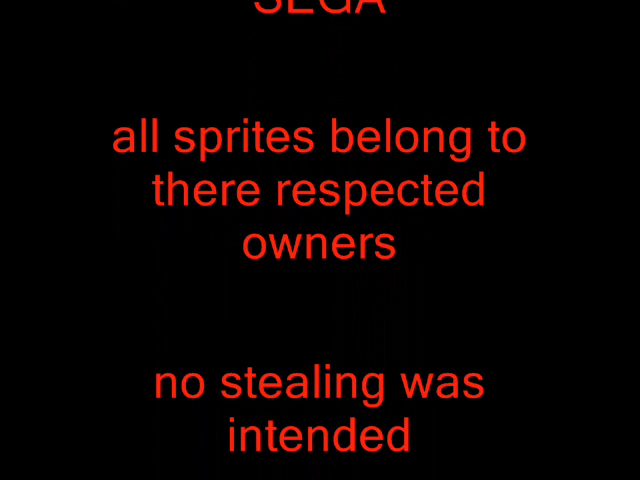 SEGA
all sprites belong to
there respected
owners
no stealing was
intended